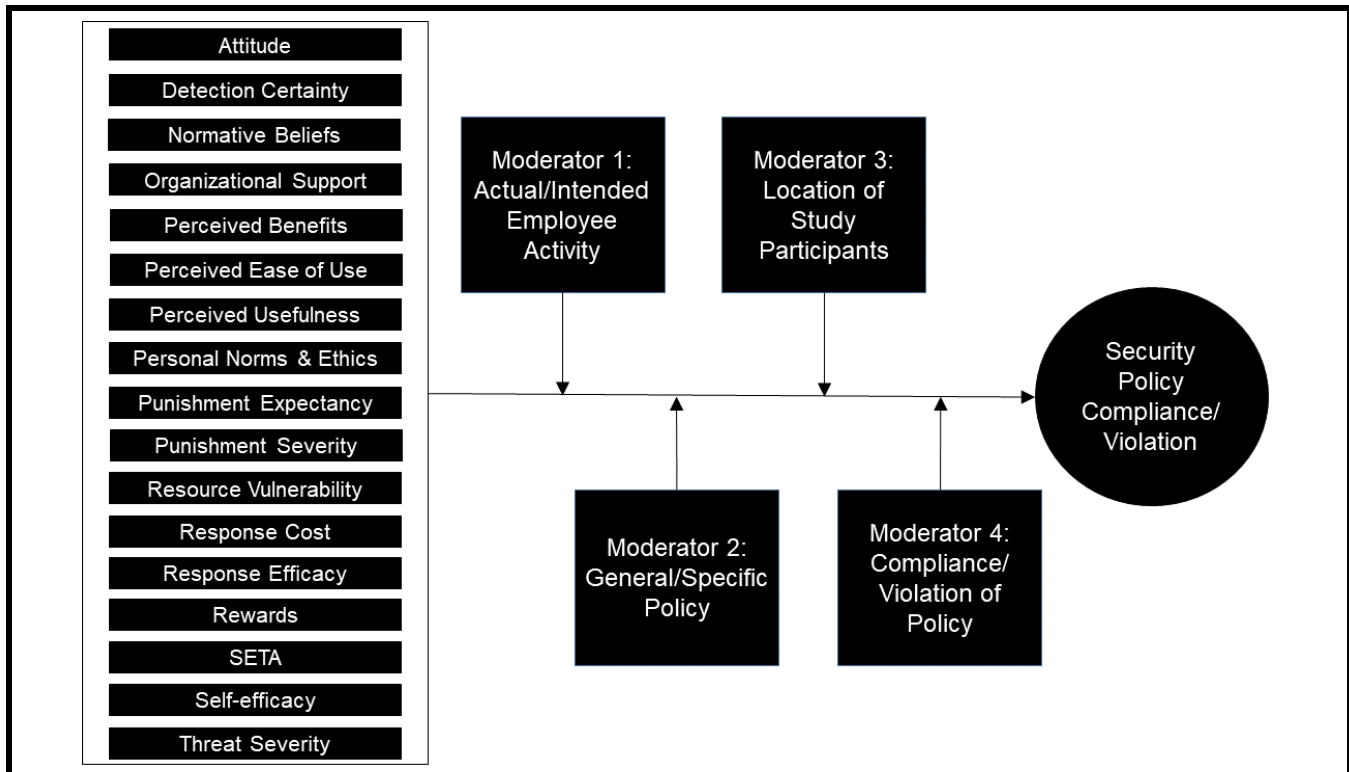 Attitude
Detection Certainty
Normative Beliefs
Organizational Support
Perceived Benefits
Perceived Ease of Use
Perceived Usefulness
Personal Norms & Ethics
Punishment Expectancy
Punishment Severity
Resource Vulnerability
Response Cost
Response Efficacy
Rewards
SETA
Self-efficacy
Threat Severity
Moderator 1:
Actual/Intended
Employee
Activity
Moderator 3:
Location of
Study
Participants
Moderator 2:
General/Specific
Policy
Moderator 4:
Compliance/
Violation of
Policy
Security
Policy
Compliance/
Violation